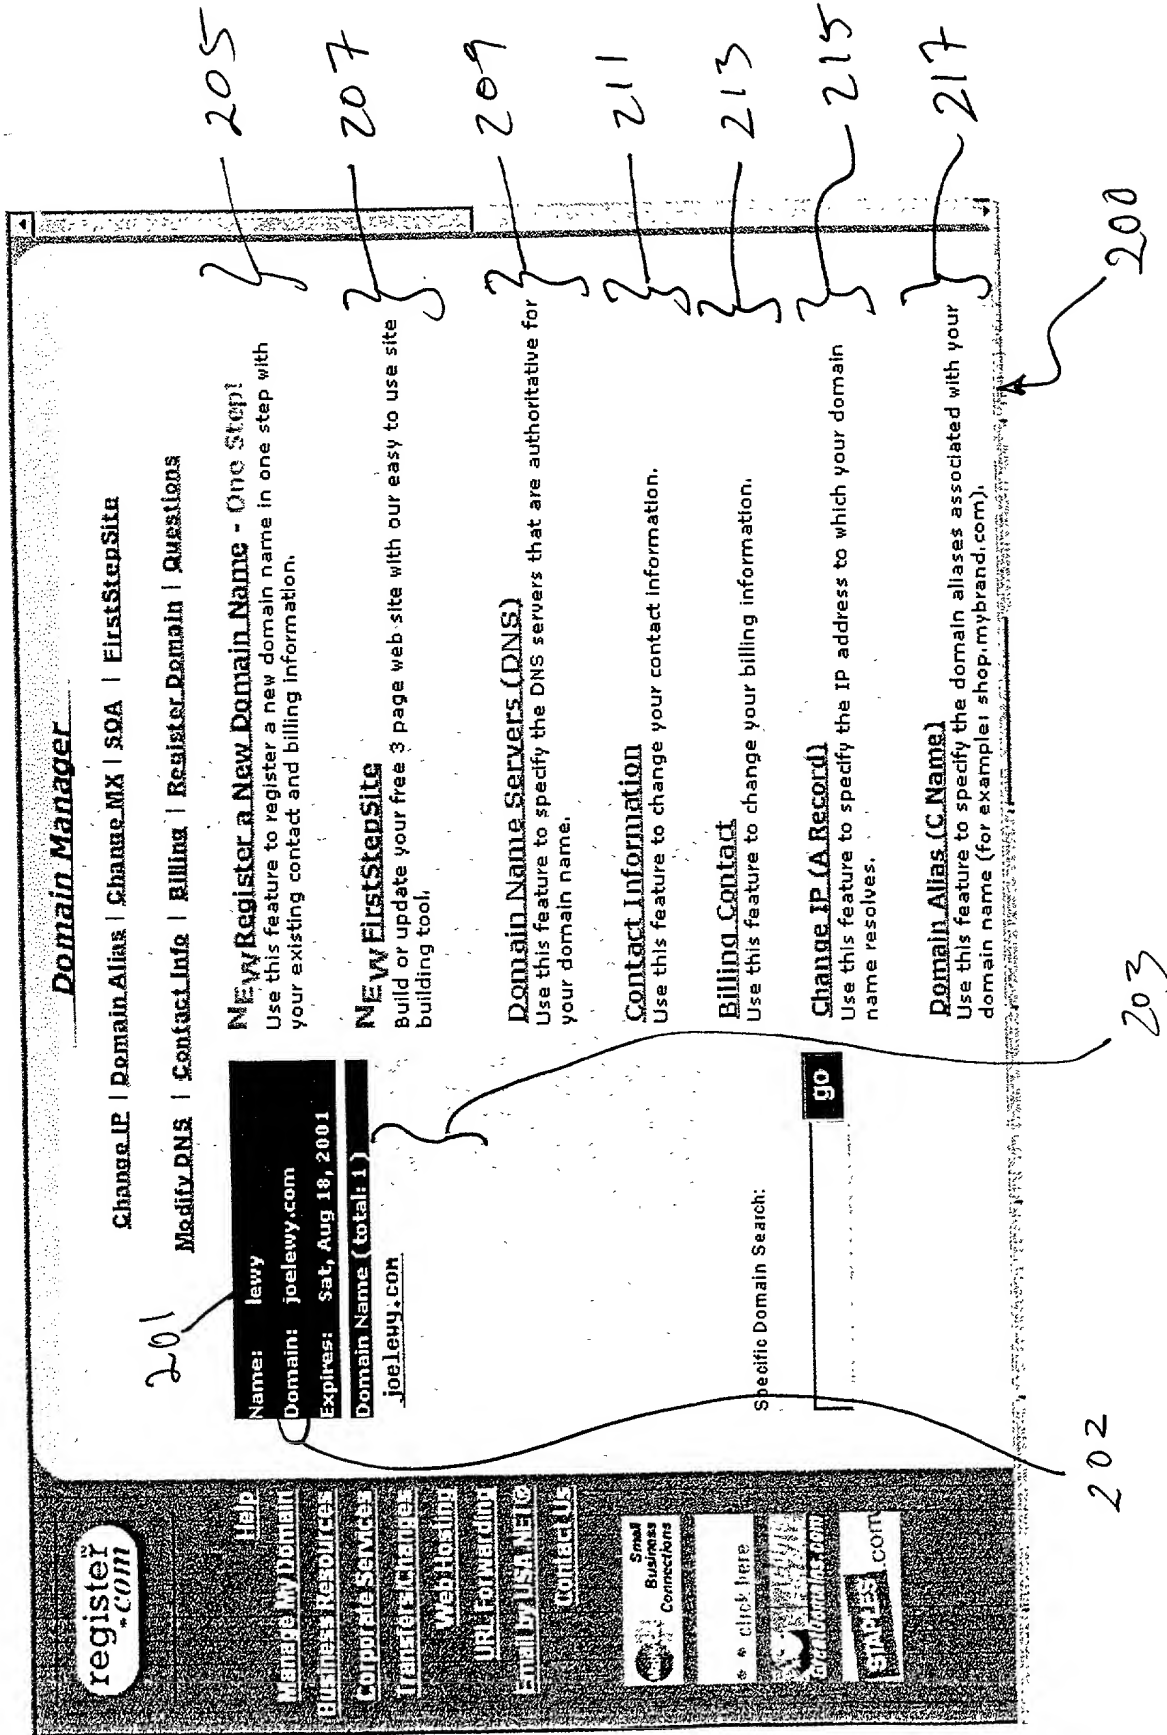 register™
.com
Help
Manage My Domain
Business Resources
Corporate Services
Transfers/Changes
Web Hosting
URL Forwarding
Email by USA.NET®
Contact Us
Small
Business
Connections
click here
STAPLES.com
Domain Manager
Change IP | Domain Alias | Change MX | SOA | FirstStepSite
Modify DNS | Contact Info | Billing | Register Domain | Questions
201
Name: lewy
Domain: joelewy.com
Expires: Sat, Aug 18, 2001
Domain Name (total: 1)
joelewy.com
Specific Domain Search:
go
NEW Register a New Domain Name - One Step!
Use this feature to register a new domain name in one step with
your existing contact and billing information.
NEW FirstStepSite
Build or update your free 3 page web site with our easy to use site
building tool.
Domain Name Servers (DNS)
Use this feature to specify the DNS servers that are authoritative for
your domain name.
Contact Information
Use this feature to change your contact information.
Billing Contact
Use this feature to change your billing information.
Change IP (A Record)
Use this feature to specify the IP address to which your domain
name resolves.
Domain Alias (C Name)
Use this feature to specify the domain aliases associated with your
domain name (for example: shop.mybrand.com).
205
207
209
211
213
215
217
202
203
200